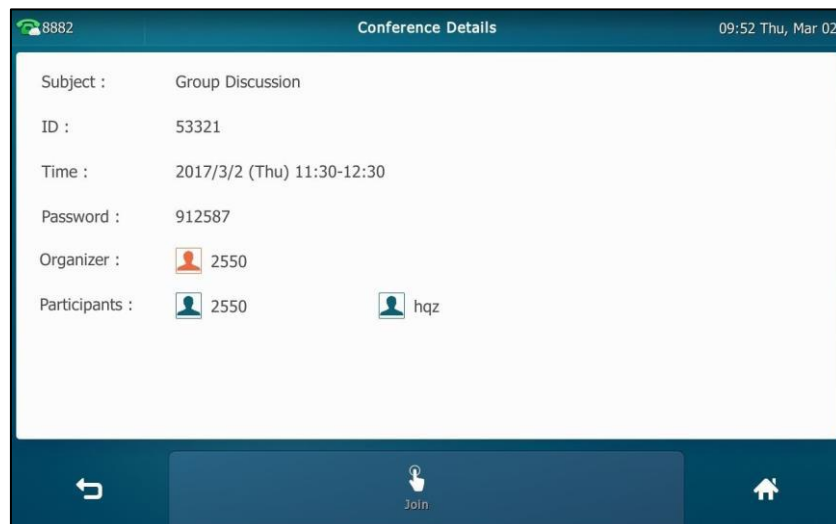 8882 Conference Details 09:52 Thu, Mar 02
Subject : Group Discussion
ID : 53321
Time : 2017/3/2 (Thu) 11:30-12:30
Password : 912587
Organizer : 2550
Participants : 2550 hqz
Join